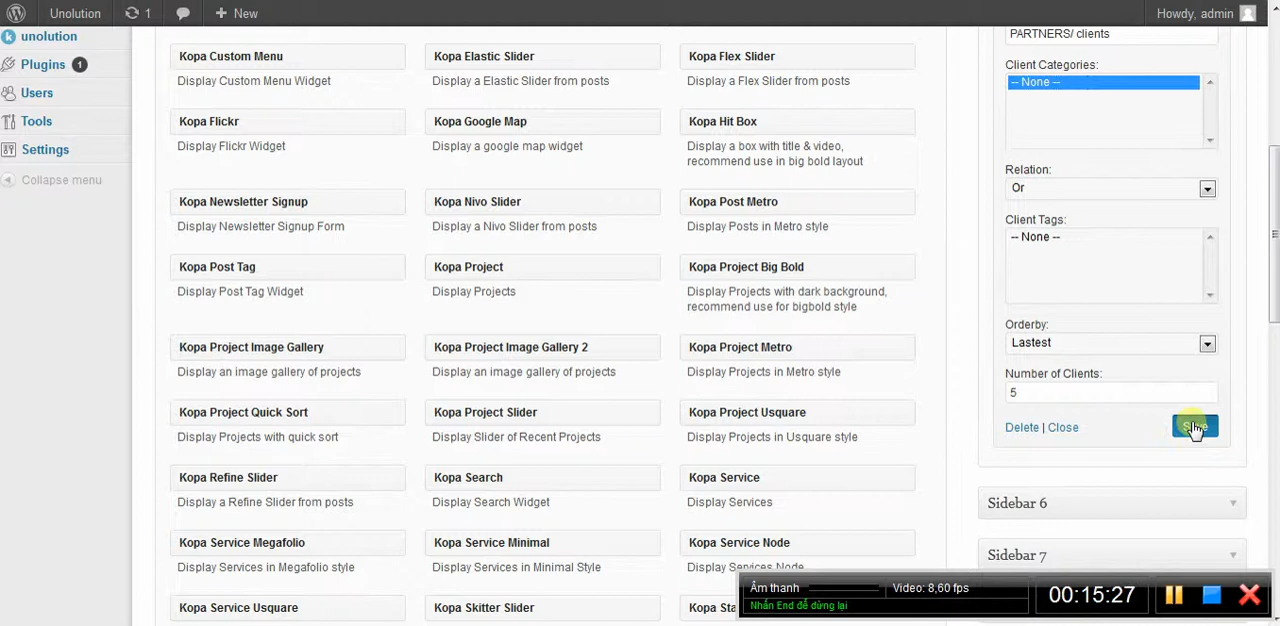 Unolution 1 + New Howdy, admin
unolution
Plugins 1
Users
Tools
Settings
Collapse menu
Kopa Custom Menu
Display Custom Menu Widget
Kopa Elastic Slider
Display a Elastic Slider from posts
Kopa Flex Slider
Display a Flex Slider from posts
Kopa Flickr
Display Flickr Widget
Kopa Google Map
Display a google map widget
Kopa Hit Box
Display a box with title & video,
recommend use in big bold layout
Kopa Newsletter Signup
Display Newsletter Signup Form
Kopa Nivo Slider
Display a Nivo Slider from posts
Kopa Post Metro
Display Posts in Metro style
Kopa Post Tag
Display Post Tag Widget
Kopa Project
Display Projects
Kopa Project Big Bold
Display Projects with dark background,
recommend use for bigbold style
Kopa Project Image Gallery
Display an image gallery of projects
Kopa Project Image Gallery 2
Display an image gallery of projects
Kopa Project Metro
Display Projects in Metro style
Kopa Project Quick Sort
Display Projects with quick sort
Kopa Project Slider
Display Slider of Recent Projects
Kopa Project Usquare
Display Projects in Usquare style
Kopa Refine Slider
Display a Refine Slider from posts
Kopa Search
Display Search Widget
Kopa Service
Display Services
Kopa Service Megafolio
Display Services in Megafolio style
Kopa Service Minimal
Display Services in Minimal Style
Kopa Service Node
Display Services Node
Kopa Service Usquare
Kopa Skitter Slider
PARTNERS/ clients
Client Categories:
-- None --
Relation:
Or
Client Tags:
-- None --
Orderby:
Lastest
Number of Clients:
5
Delete | Close
Save
Sidebar 6
Sidebar 7
Âm thanh
Video: 8,60 fps
Nhấn End để dừng lại
00:15:27